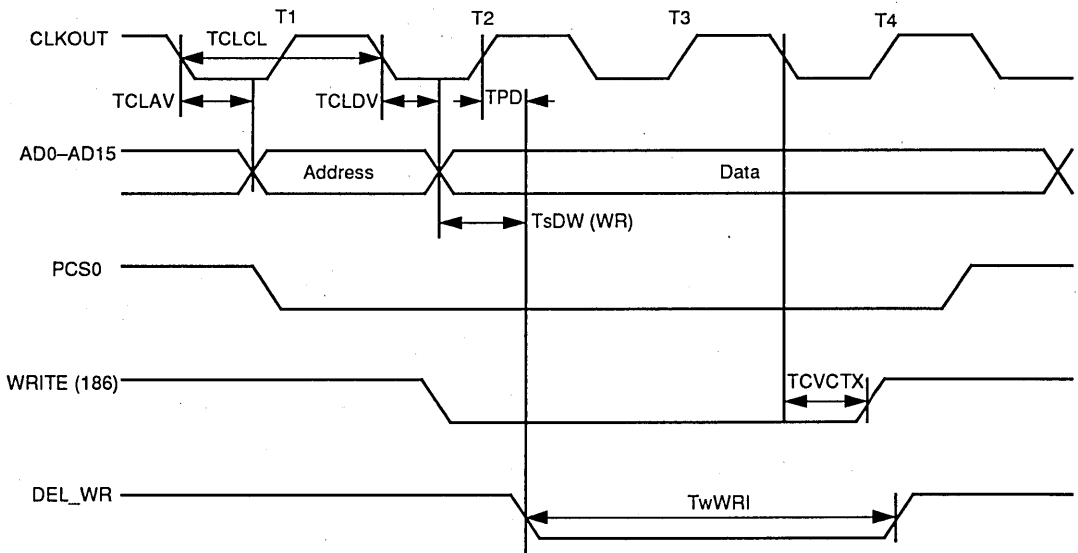 T1 T2 T3 T4
CLKOUT TCLCL
TCLAV TCLDV TPD
AD0–AD15 Address Data
TsDW (WR)
PCS0
WRITE (186) TCVCTX
DEL_WR TwWRI